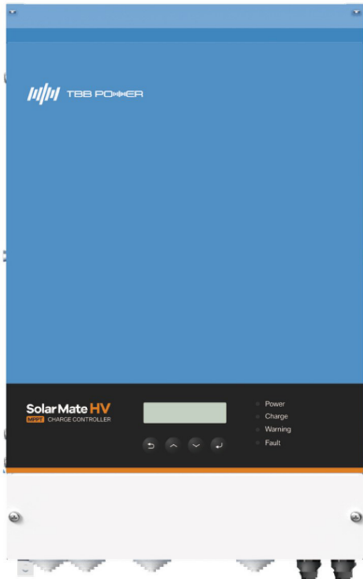 TBB POWER
SolarMate HV
MPPT CHARGE CONTROLLER
Power
Charge
Warning
Fault